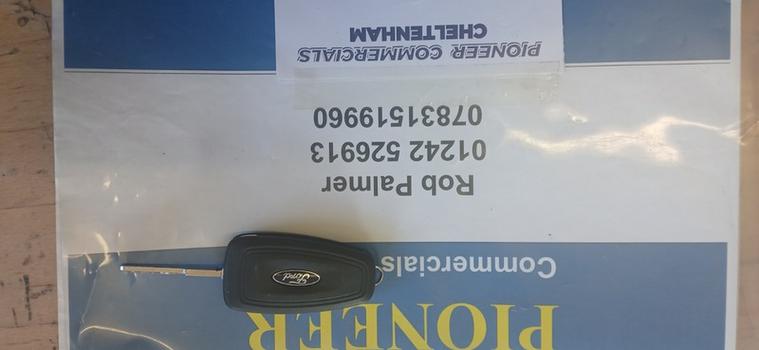 PIONEER
Commercials
Rob Palmer
01242 526913
07831519960
PIONEER COMMERCIALS
CHELTENHAM
Ford